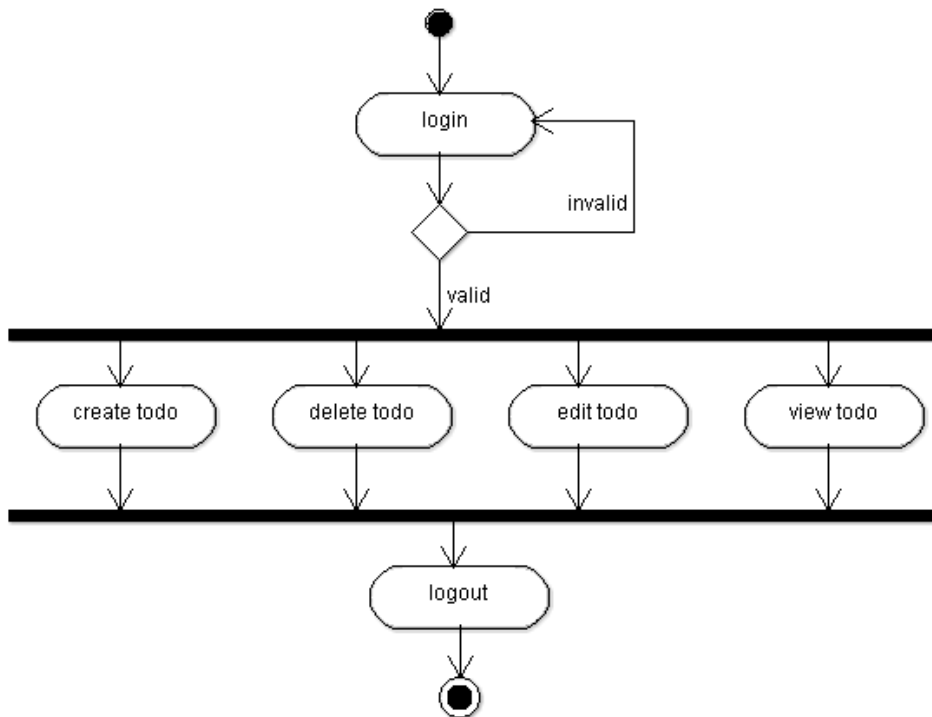 login
invalid
valid
create todo
delete todo
edit todo
view todo
logout